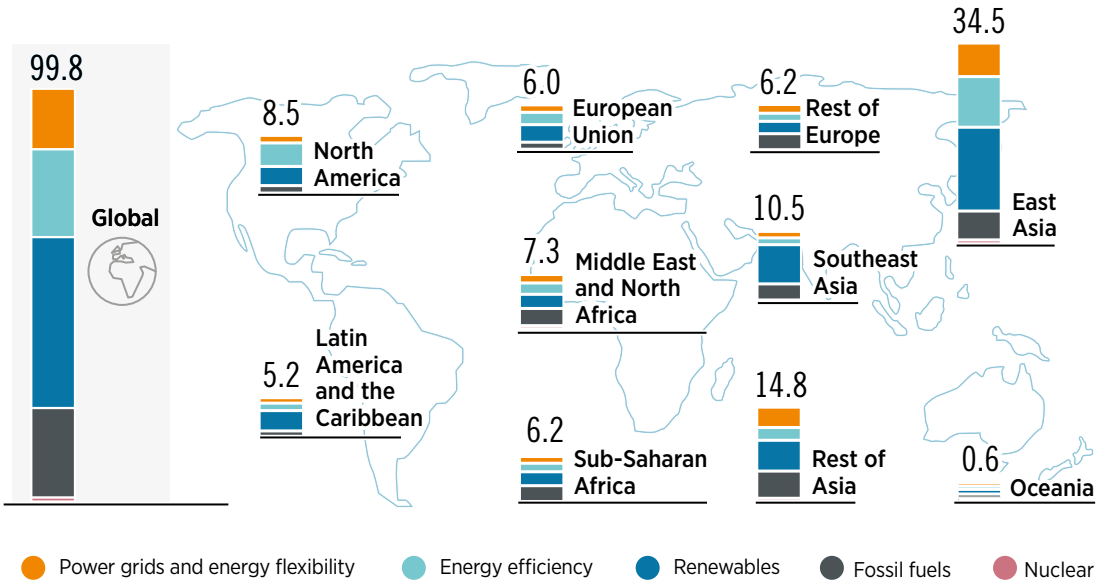 99.8
Global
8.5
North
America
5.2
Latin
America
and the
Caribbean
6.0
European
Union
7.3
Middle East
and North
Africa
6.2
Sub-Saharan
Africa
6.2
Rest of
Europe
10.5
Southeast
Asia
14.8
Rest of
Asia
34.5
East
Asia
0.6
Oceania
Power grids and energy flexibility
Energy efficiency
Renewables
Fossil fuels
Nuclear